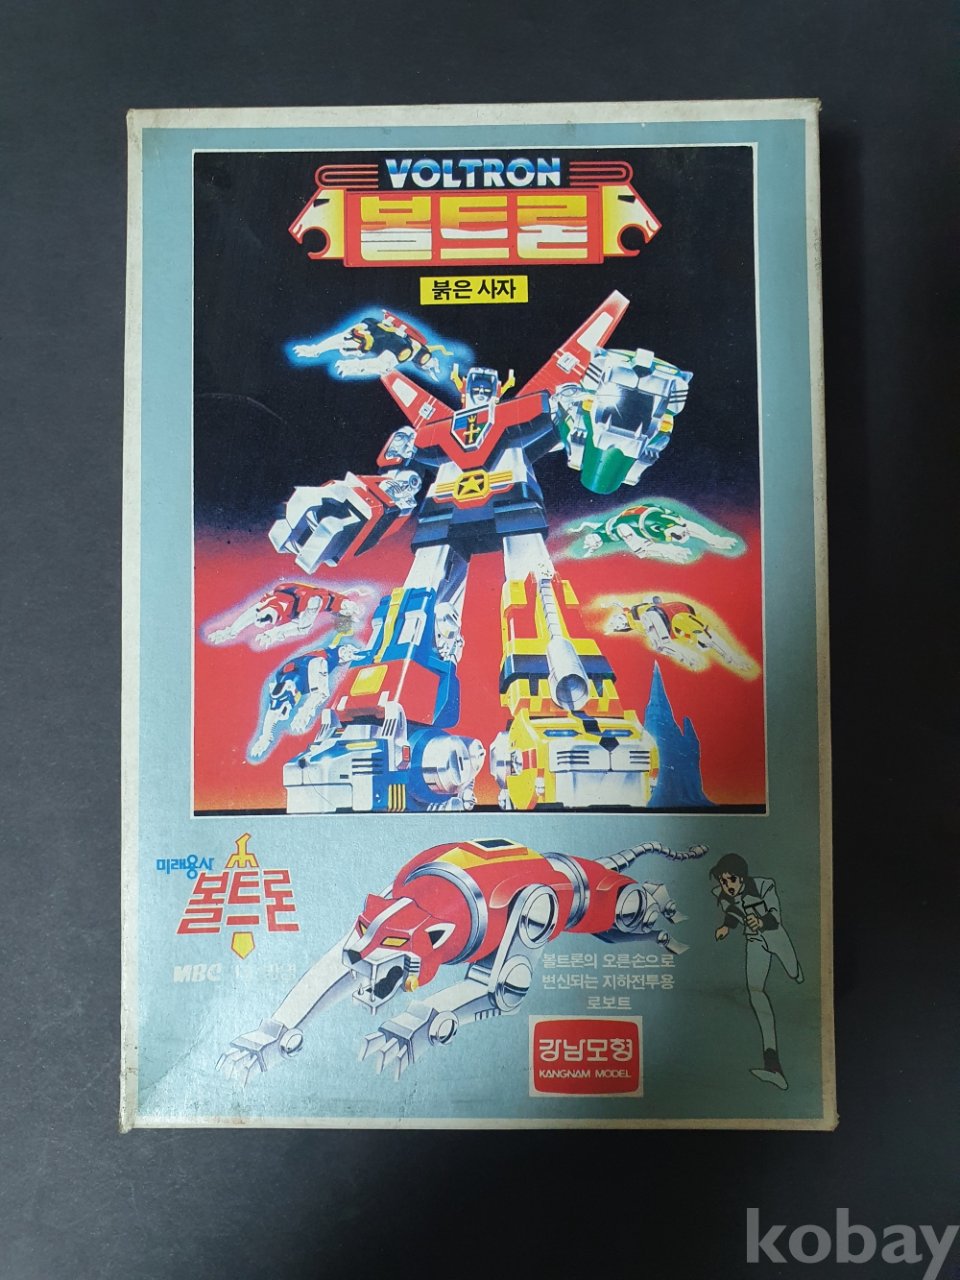 VOLTRON
볼트론
붉은 사자
미래용사
볼트론
MBC
볼트론의 오른손으로
변신되는 지하전투용
로보트
강남모형
KANGNAM MODEL
kobay